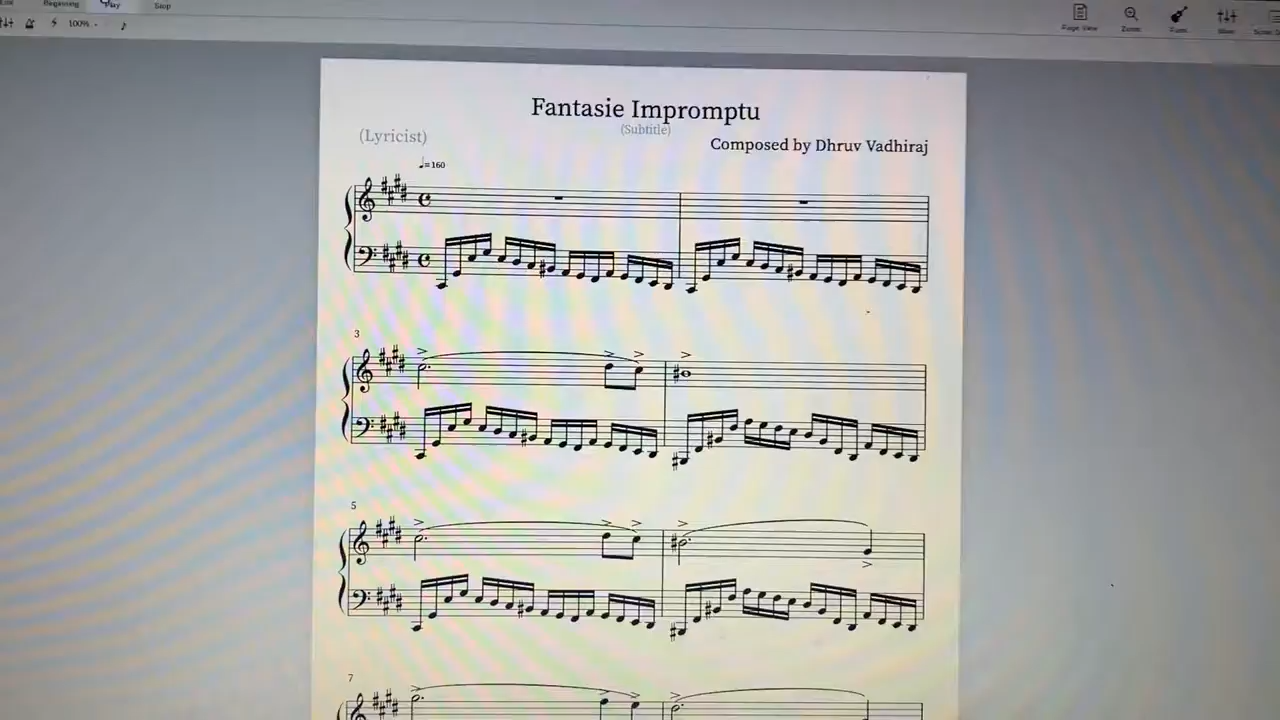 Beginning Play Stop
100%
Page View Zoom
Fantasie Impromptu
(Subtitle)
(Lyricist)
Composed by Dhruv Vadhiraj
♩=160
3
5
7